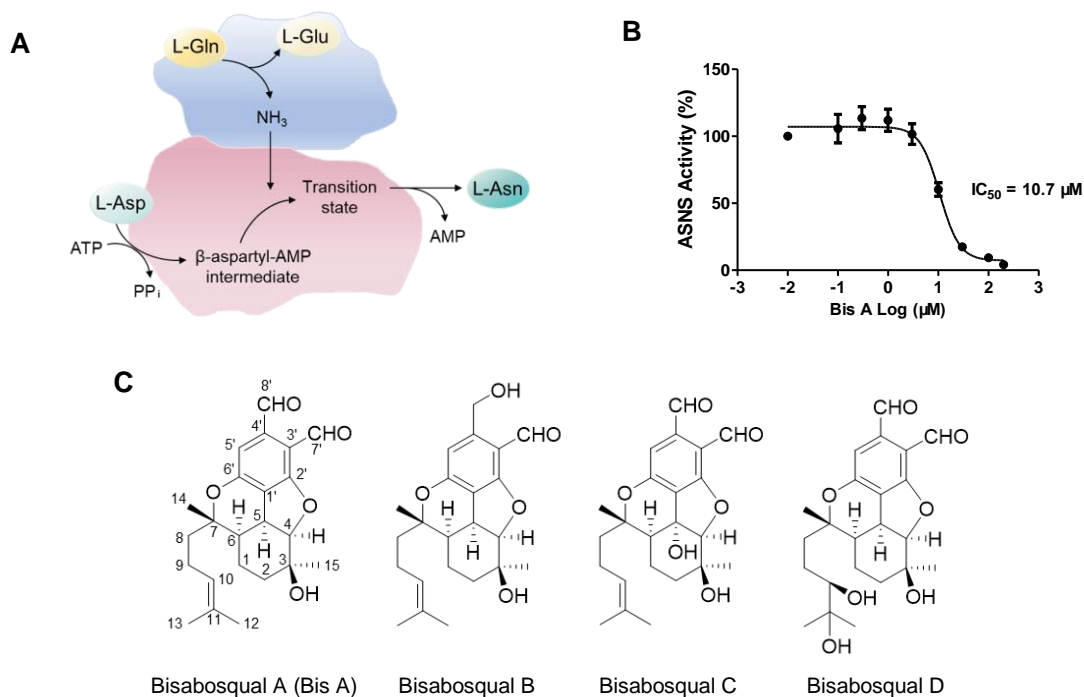 A
L-Gln
L-Glu
NH₃
L-Asp
ATP
PPᵢ
β-aspartyl-AMP
intermediate
Transition
state
L-Asn
AMP
B
ASNS Activity (%)
150
100
50
0
-3 -2 -1 0 1 2 3
Bis A Log (µM)
IC₅₀ = 10.7 µM
C
8'
CHO
4' 3' CHO
5' 7'
6' 2'
O 1' O
14 H 5 4
7 6 H H
8 1 2 3 15
9 OH
10
11
13 12
Bisabosqual A (Bis A)
OH
CHO
O O
H H
H
OH
Bisabosqual B
CHO
CHO
O O
H H
OH
OH
Bisabosqual C
CHO
CHO
O O
H H
H
OH OH
OH
Bisabosqual D